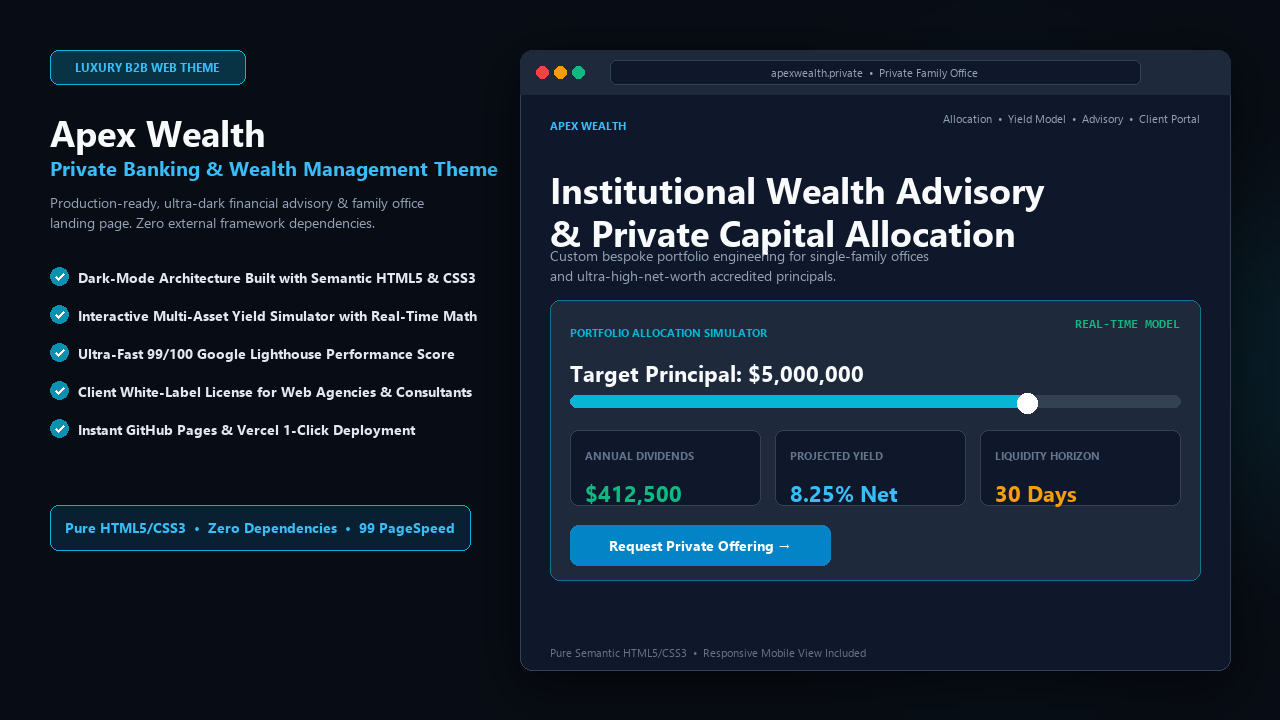 LUXURY B2B WEB THEME
Apex Wealth
Private Banking & Wealth Management Theme
Production-ready, ultra-dark financial advisory & family office
landing page. Zero external framework dependencies.
Dark-Mode Architecture Built with Semantic HTML5 & CSS3
Interactive Multi-Asset Yield Simulator with Real-Time Math
Ultra-Fast 99/100 Google Lighthouse Performance Score
Client White-Label License for Web Agencies & Consultants
Instant GitHub Pages & Vercel 1-Click Deployment
Pure HTML5/CSS3 • Zero Dependencies • 99 PageSpeed
apexwealth.private • Private Family Office
APEX WEALTH
Allocation • Yield Model • Advisory • Client Portal
Institutional Wealth Advisory
& Private Capital Allocation
Custom bespoke portfolio engineering for single-family offices
and ultra-high-net-worth accredited principals.
PORTFOLIO ALLOCATION SIMULATOR
REAL-TIME MODEL
Target Principal: $5,000,000
ANNUAL DIVIDENDS
$412,500
PROJECTED YIELD
8.25% Net
LIQUIDITY HORIZON
30 Days
Request Private Offering →
Pure Semantic HTML5/CSS3 • Responsive Mobile View Included